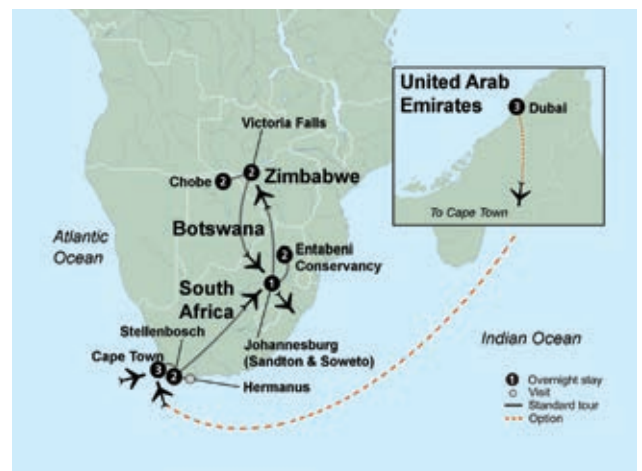 United Arab
Emirates
3 Dubai
To Cape Town
Victoria Falls
2
Zimbabwe
Chobe 2
Botswana
Atlantic
Ocean
2 Entabeni
Conservancy
1
South
Africa
Stellenbosch
Cape Town 3
2
Johannesburg
(Sandton & Soweto)
Hermanus
Indian Ocean
1 Overnight stay
Visit
Standard tour
Option